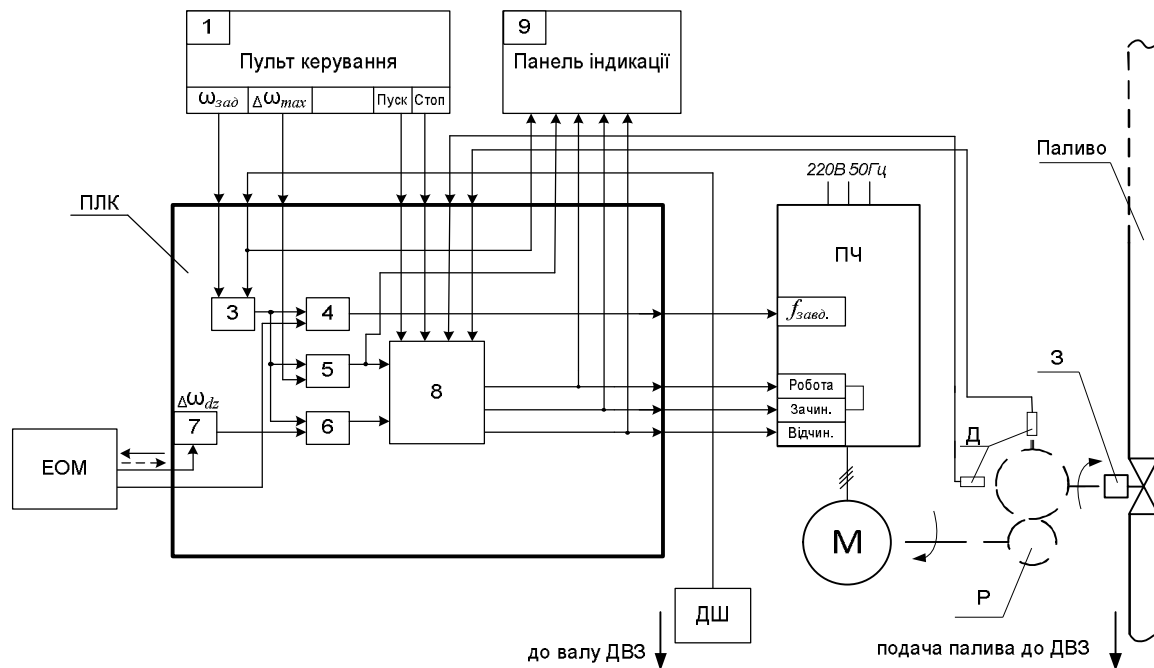 1
Пульт керування
ωзад
Δωmax
Пуск
Стоп
9
Панель індикації
Паливо
220В 50Гц
ПЛК
ПЧ
3
4
fзавд.
5
З
8
Робота
Зачин.
Відчин.
Δωdz
7
6
Д
ЕОМ
М
Р
ДШ
до валу ДВЗ
подача палива до ДВЗ